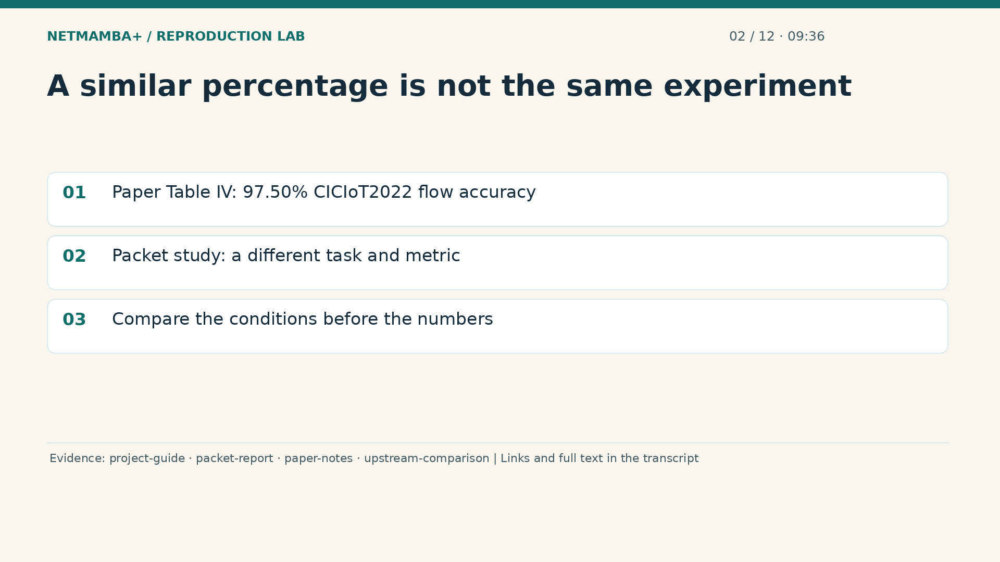 NETMAMBA+ / REPRODUCTION LAB
02 / 12 · 09:36
A similar percentage is not the same experiment
01 Paper Table IV: 97.50% CICIoT2022 flow accuracy
02 Packet study: a different task and metric
03 Compare the conditions before the numbers
Evidence: project-guide · packet-report · paper-notes · upstream-comparison | Links and full text in the transcript